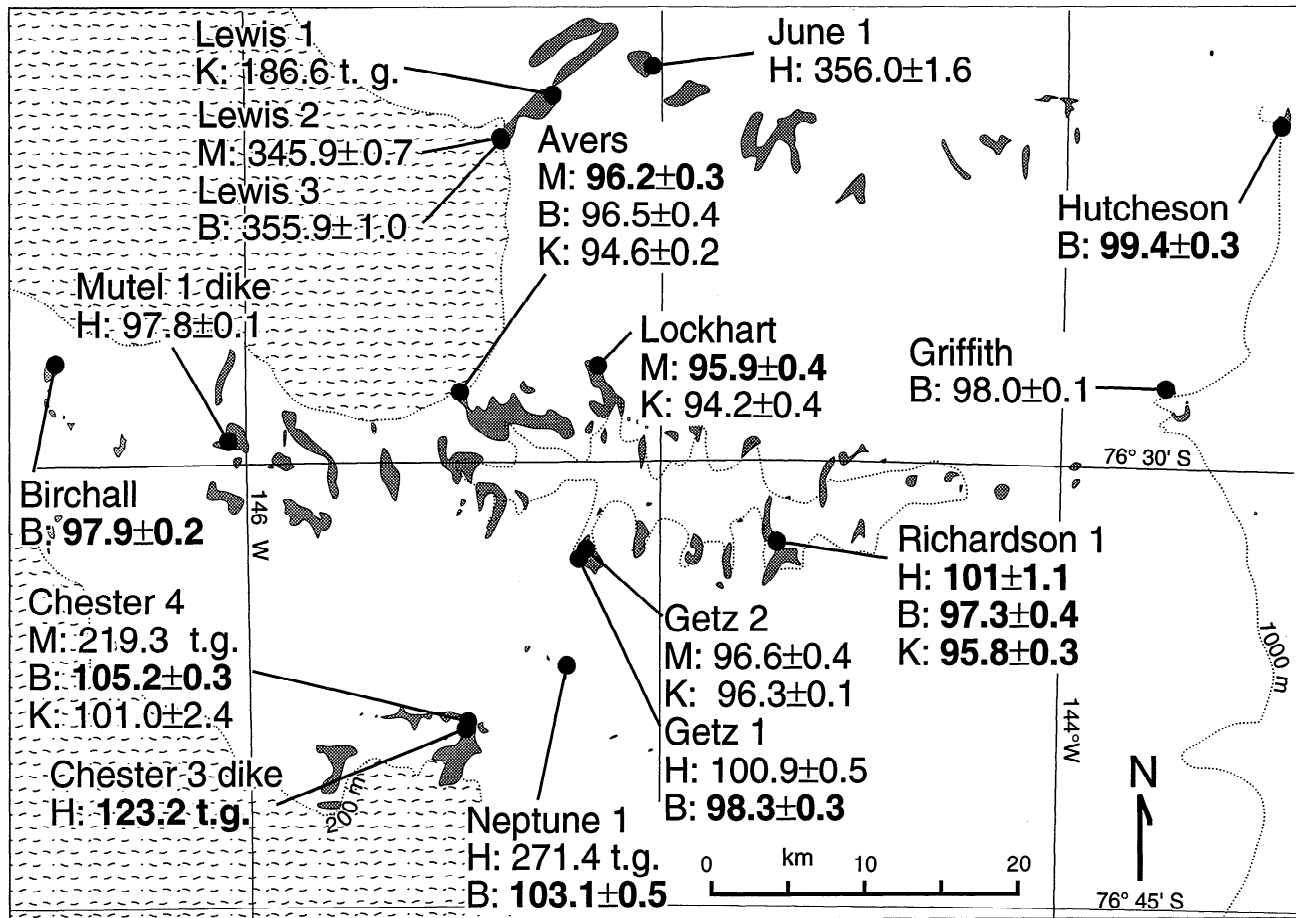 Lewis 1
K: 186.6 t. g.
Lewis 2
M: 345.9±0.7
Lewis 3
B: 355.9±1.0
June 1
H: 356.0±1.6
Avers
M: 96.2±0.3
B: 96.5±0.4
K: 94.6±0.2
Hutcheson
B: 99.4±0.3
Mutel 1 dike
H: 97.8±0.1
Lockhart
M: 95.9±0.4
K: 94.2±0.4
Griffith
B: 98.0±0.1
76° 30' S
Birchall
B: 97.9±0.2
146 W
Richardson 1
H: 101±1.1
B: 97.3±0.4
K: 95.8±0.3
Chester 4
M: 219.3 t.g.
B: 105.2±0.3
K: 101.0±2.4
Getz 2
M: 96.6±0.4
K: 96.3±0.1
Getz 1
H: 100.9±0.5
B: 98.3±0.3
1000 m
144°W
Chester 3 dike
H: 123.2 t.g.
200 m
Neptune 1
H: 271.4 t.g.
B: 103.1±0.5
0 km 10 20
N
76° 45' S